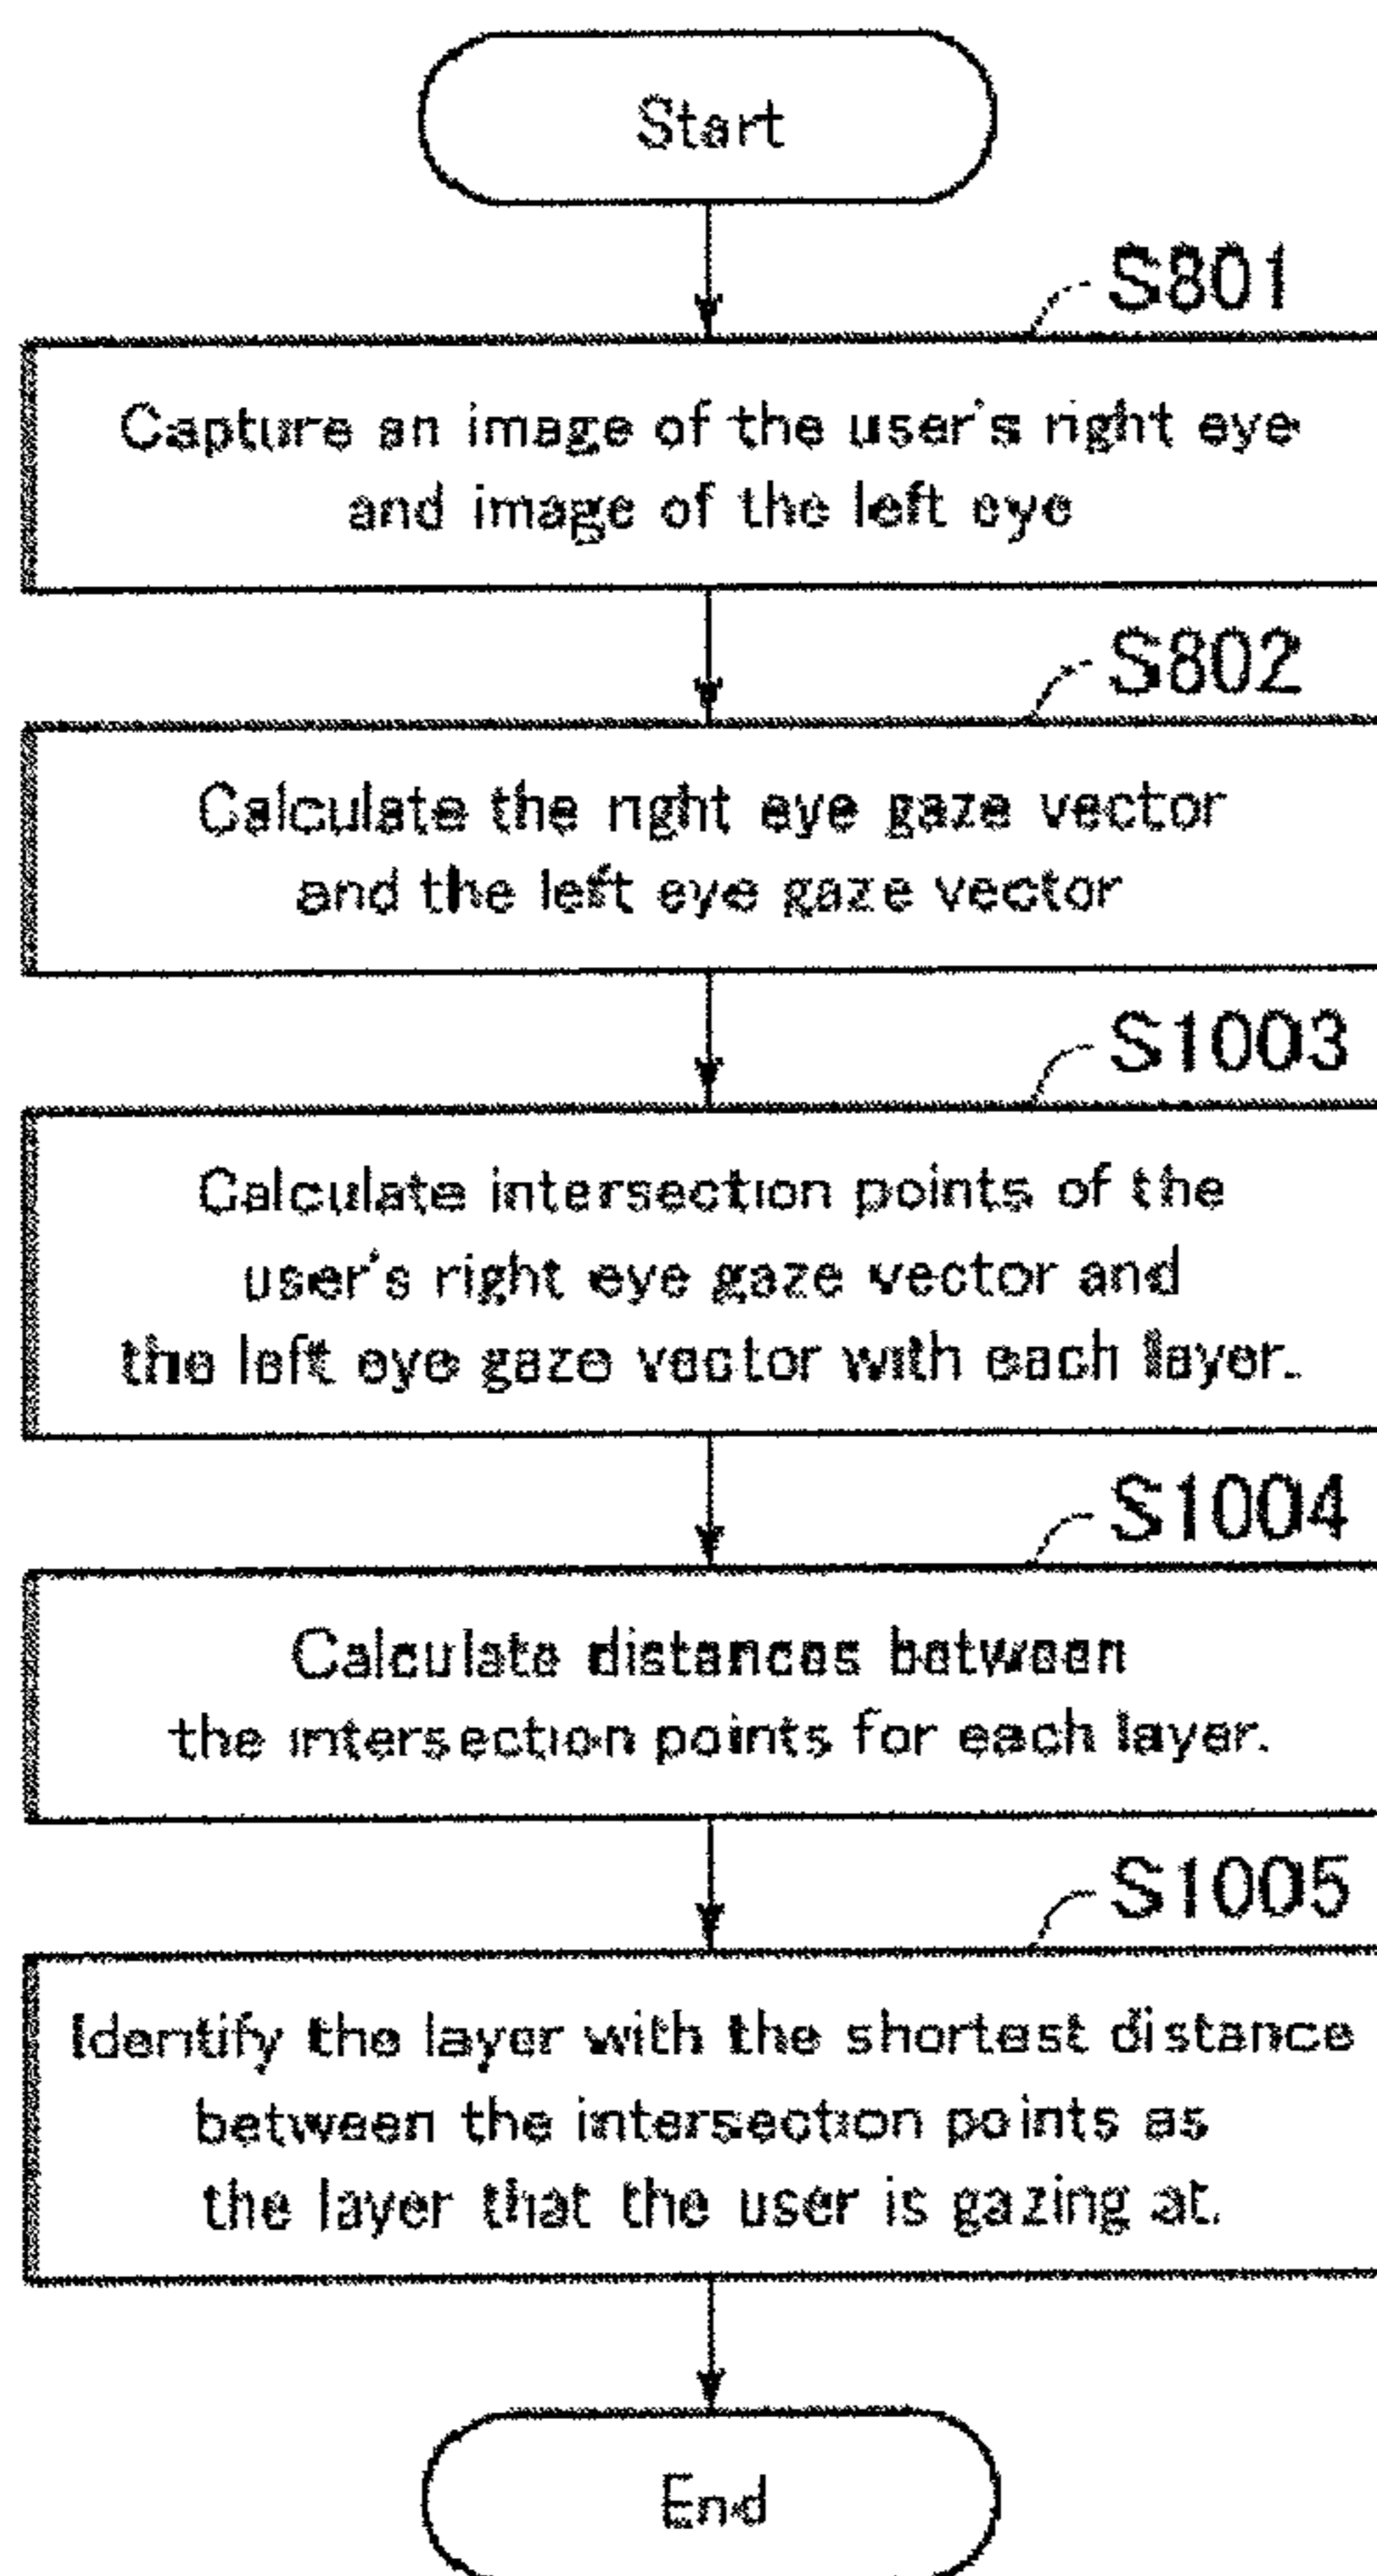 Start
S801
Capture an image of the user's right eye
and image of the left eye
S802
Calculate the right eye gaze vector
and the left eye gaze vector
S1003
Calculate intersection points of the
user's right eye gaze vector and
the left eye gaze vector with each layer.
S1004
Calculate distances between
the intersection points for each layer.
S1005
Identify the layer with the shortest distance
between the intersection points as
the layer that the user is gazing at.
End